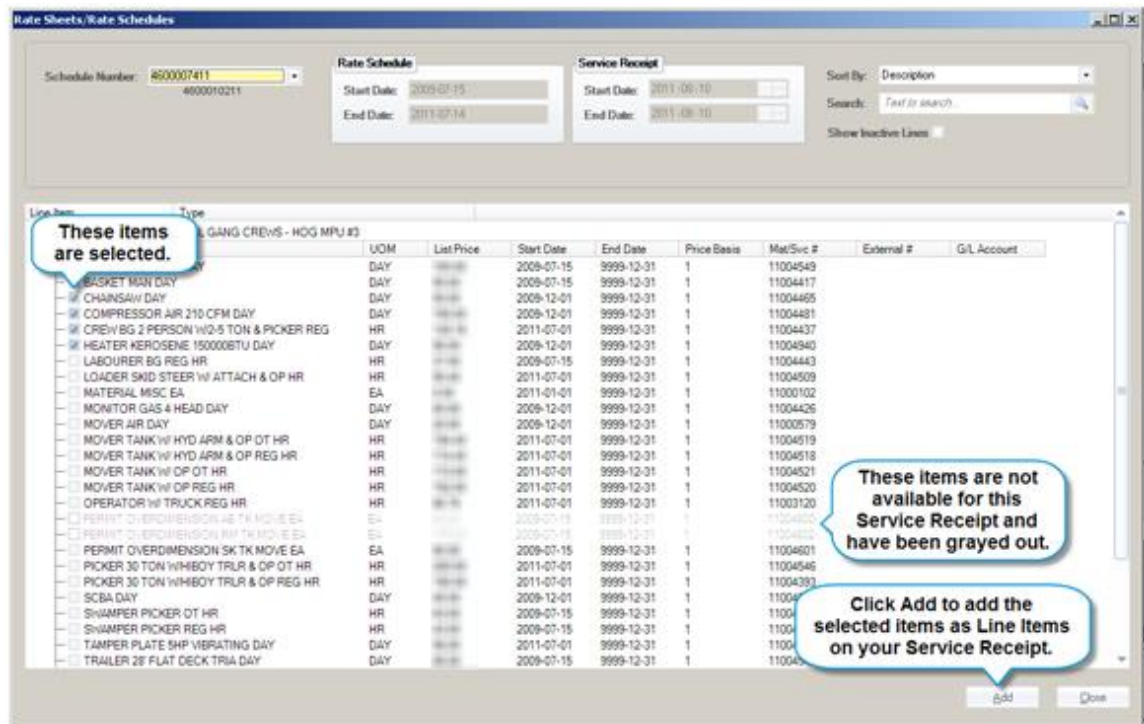 Rate Sheets/Rate Schedules
Schedule Number: 4600007411
4600010211
Rate Schedule
Start Date: 2009-07-15
End Date: 2011-07-14
Service Receipt
Start Date: 2011-08-10
End Date: 2011-08-10
Sort By: Description
Search: Text to search...
Show Inactive Lines
Line Item Type
These items are selected.
GANG CREWS - HOG MPU #3
UOM List Price Start Date End Date Price Basis Mat/Svc # External # G/L Account
DAY 2009-07-15 9999-12-31 1 11004549
BASKET MAN DAY DAY 2009-07-15 9999-12-31 1 11004417
CHAINSAW DAY DAY 2009-12-01 9999-12-31 1 11004465
COMPRESSOR AIR 210 CFM DAY DAY 2009-12-01 9999-12-31 1 11004481
CREW BG 2 PERSON W/2-5 TON & PICKER REG HR 2011-07-01 9999-12-31 1 11004437
HEATER KEROSENE 150000BTU DAY DAY 2009-12-01 9999-12-31 1 11004940
LABOURER BG REG HR HR 2009-07-15 9999-12-31 1 11004443
LOADER SKID STEER W/ ATTACH & OP HR HR 2011-07-01 9999-12-31 1 11004509
MATERIAL MISC EA EA 2011-01-01 9999-12-31 1 11000102
MONITOR GAS 4 HEAD DAY DAY 2009-12-01 9999-12-31 1 11004426
MOVER AIR DAY DAY 2009-12-01 9999-12-31 1 11000579
MOVER TANK W/ HYD ARM & OP OT HR HR 2011-07-01 9999-12-31 1 11004519
MOVER TANK W/ HYD ARM & OP REG HR HR 2011-07-01 9999-12-31 1 11004518
MOVER TANK W/ OP OT HR HR 2011-07-01 9999-12-31 1 11004521
MOVER TANK W/ OP REG HR HR 2011-07-01 9999-12-31 1 11004520
OPERATOR W/ TRUCK REG HR HR 2011-07-01 9999-12-31 1 11003120
PERMIT OVERDIMENSION AB TK MOVE EA EA 2009-07-15
PERMIT OVERDIMENSION RM TK MOVE EA EA 2009-07-15
PERMIT OVERDIMENSION SK TK MOVE EA EA 2009-07-15 9999-12-31 1 11004601
PICKER 30 TON W/HIBOY TRLR & OP OT HR HR 2011-07-01 9999-12-31 1 11004546
PICKER 30 TON W/HIBOY TRLR & OP REG HR HR 2011-07-01 9999-12-31 1 11004393
SCBA DAY DAY 2009-12-01 9999-12-31 1
SWAMPER PICKER OT HR HR 2009-07-15 9999-12-31 1
SWAMPER PICKER REG HR HR 2009-07-15 9999-12-31 1
TAMPER PLATE 5HP VIBRATING DAY DAY 2011-07-01 9999-12-31 1
TRAILER 28' FLAT DECK TRIA DAY DAY 2009-07-15 9999-12-31 1
These items are not
available for this
Service Receipt and
have been grayed out.
Click Add to add the
selected items as Line Items
on your Service Receipt.
Add Close